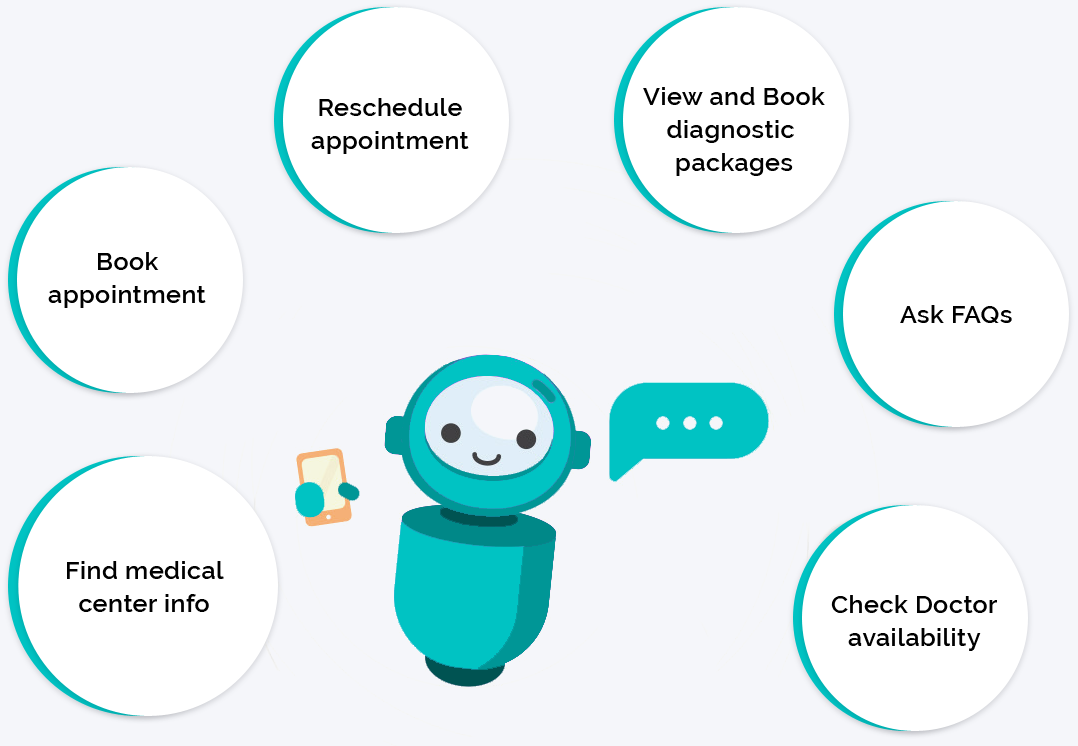 Reschedule
appointment
View and Book
diagnostic
packages
Book
appointment
Ask FAQs
Find medical
center info
Check Doctor
availability